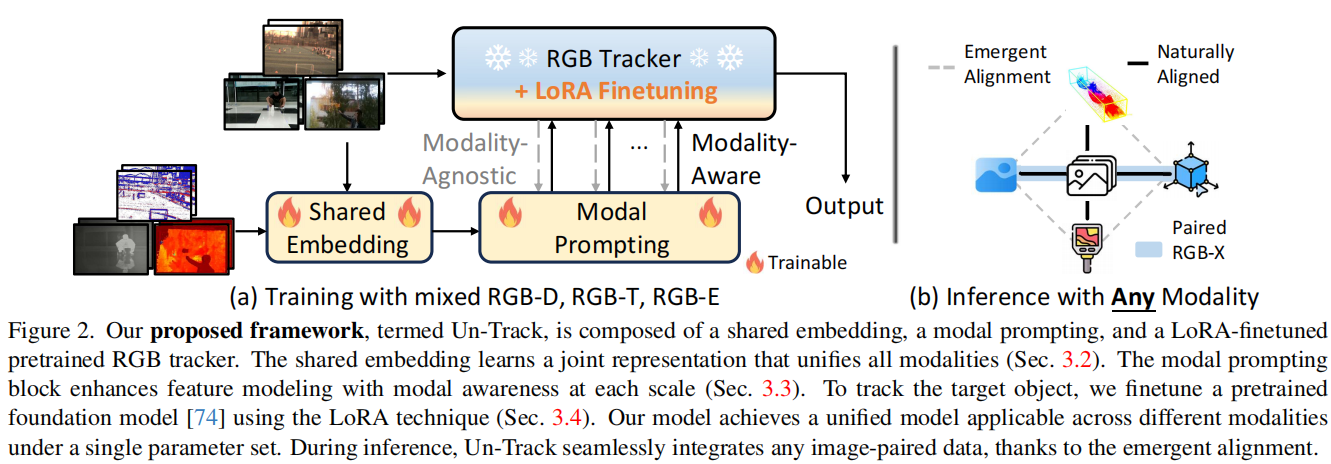 RGB Tracker
+ LoRA Finetuning
Modality-
Agnostic
...
Modality-
Aware
Shared
Embedding
Modal
Prompting
Output
Trainable
(a) Training with mixed RGB-D, RGB-T, RGB-E
Emergent
Alignment
Naturally
Aligned
Paired
RGB-X
(b) Inference with Any Modality
Figure 2. Our proposed framework, termed Un-Track, is composed of a shared embedding, a modal prompting, and a LoRA-finetuned
pretrained RGB tracker. The shared embedding learns a joint representation that unifies all modalities (Sec. 3.2). The modal prompting
block enhances feature modeling with modal awareness at each scale (Sec. 3.3). To track the target object, we finetune a pretrained
foundation model [74] using the LoRA technique (Sec. 3.4). Our model achieves a unified model applicable across different modalities
under a single parameter set. During inference, Un-Track seamlessly integrates any image-paired data, thanks to the emergent alignment.